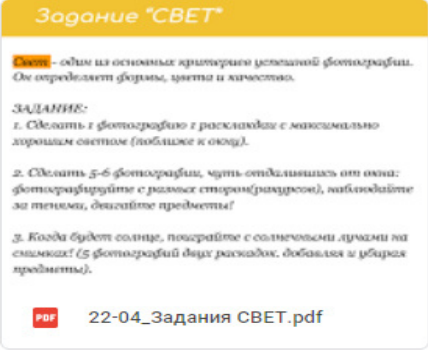 Задание "СВЕТ"
Свет - один из основных критериев успешной фотографии.
Он определяет формы, цвета и качество.
ЗАДАНИЕ:
1. Сделать 1 фотографию 1 раскладки с максимально
хорошим светом (поближе к окну).
2. Сделать 5-6 фотографии, чуть отдалившись от окна:
фотографируйте с разных сторон(ракурсов), наблюдайте
за тенями, двигайте предметы!
3. Когда будет солнце, поиграйте с солнечными лучами на
снимках! (5 фотографий двух раскадок. добавляя и убирая
предметы).
PDF 22-04_Задания СВЕТ.pdf